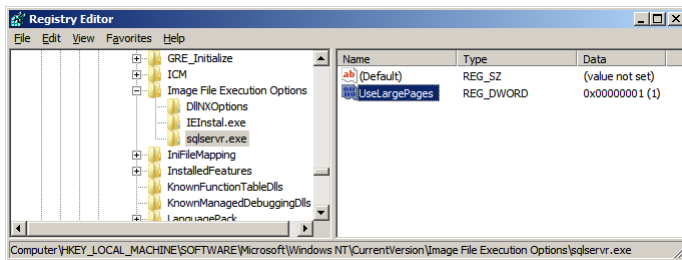 Registry Editor
File Edit View Favorites Help
GRE_Initialize
ICM
Image File Execution Options
DllNXOptions
IEInstal.exe
sqlservr.exe
IniFileMapping
InstalledFeatures
KnownFunctionTableDlls
KnownManagedDebuggingDlls
LanguagePack
Name Type Data
ab (Default) REG_SZ (value not set)
UseLargePages REG_DWORD 0x00000001 (1)
Computer\HKEY_LOCAL_MACHINE\SOFTWARE\Microsoft\Windows NT\CurrentVersion\Image File Execution Options\sqlservr.exe